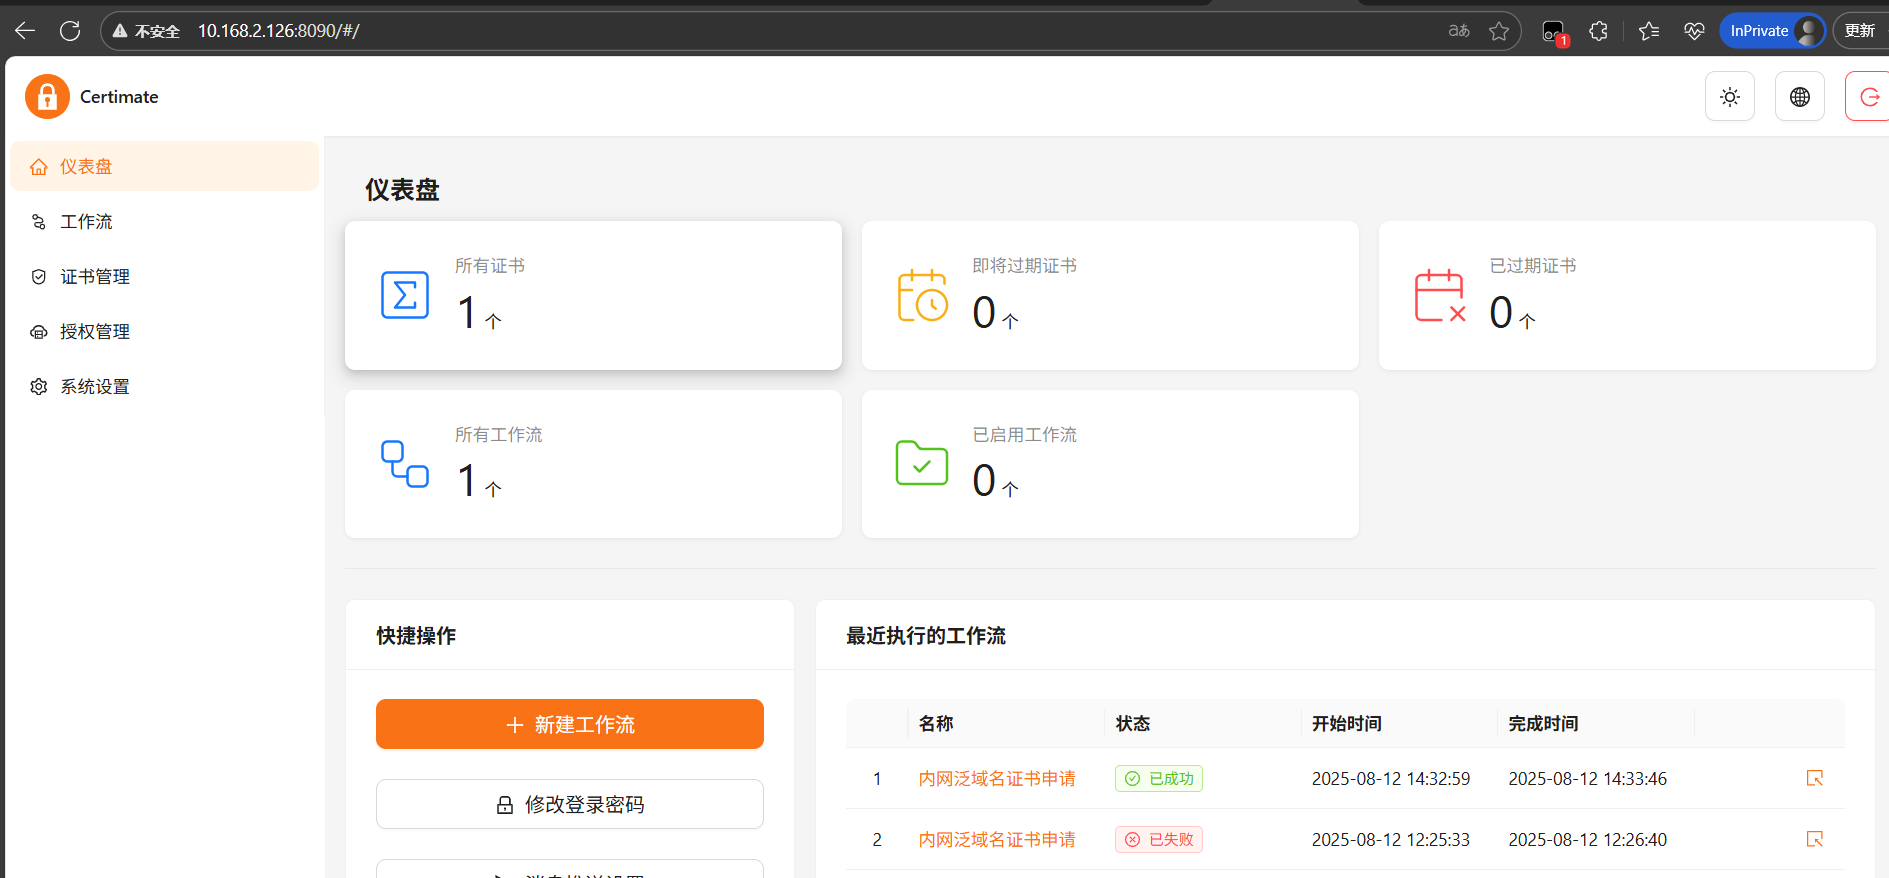 不安全 10.168.2.126:8090/#/ aあ 1 InPrivate 更新
Certimate
仪表盘
工作流
证书管理
授权管理
系统设置
仪表盘
所有证书
1 个
即将过期证书
0 个
已过期证书
0 个
所有工作流
1 个
已启用工作流
0 个
快捷操作
新建工作流
修改登录密码
最近执行的工作流
名称 状态 开始时间 完成时间
1 内网泛域名证书申请 已成功 2025-08-12 14:32:59 2025-08-12 14:33:46
2 内网泛域名证书申请 已失败 2025-08-12 12:25:33 2025-08-12 12:26:40